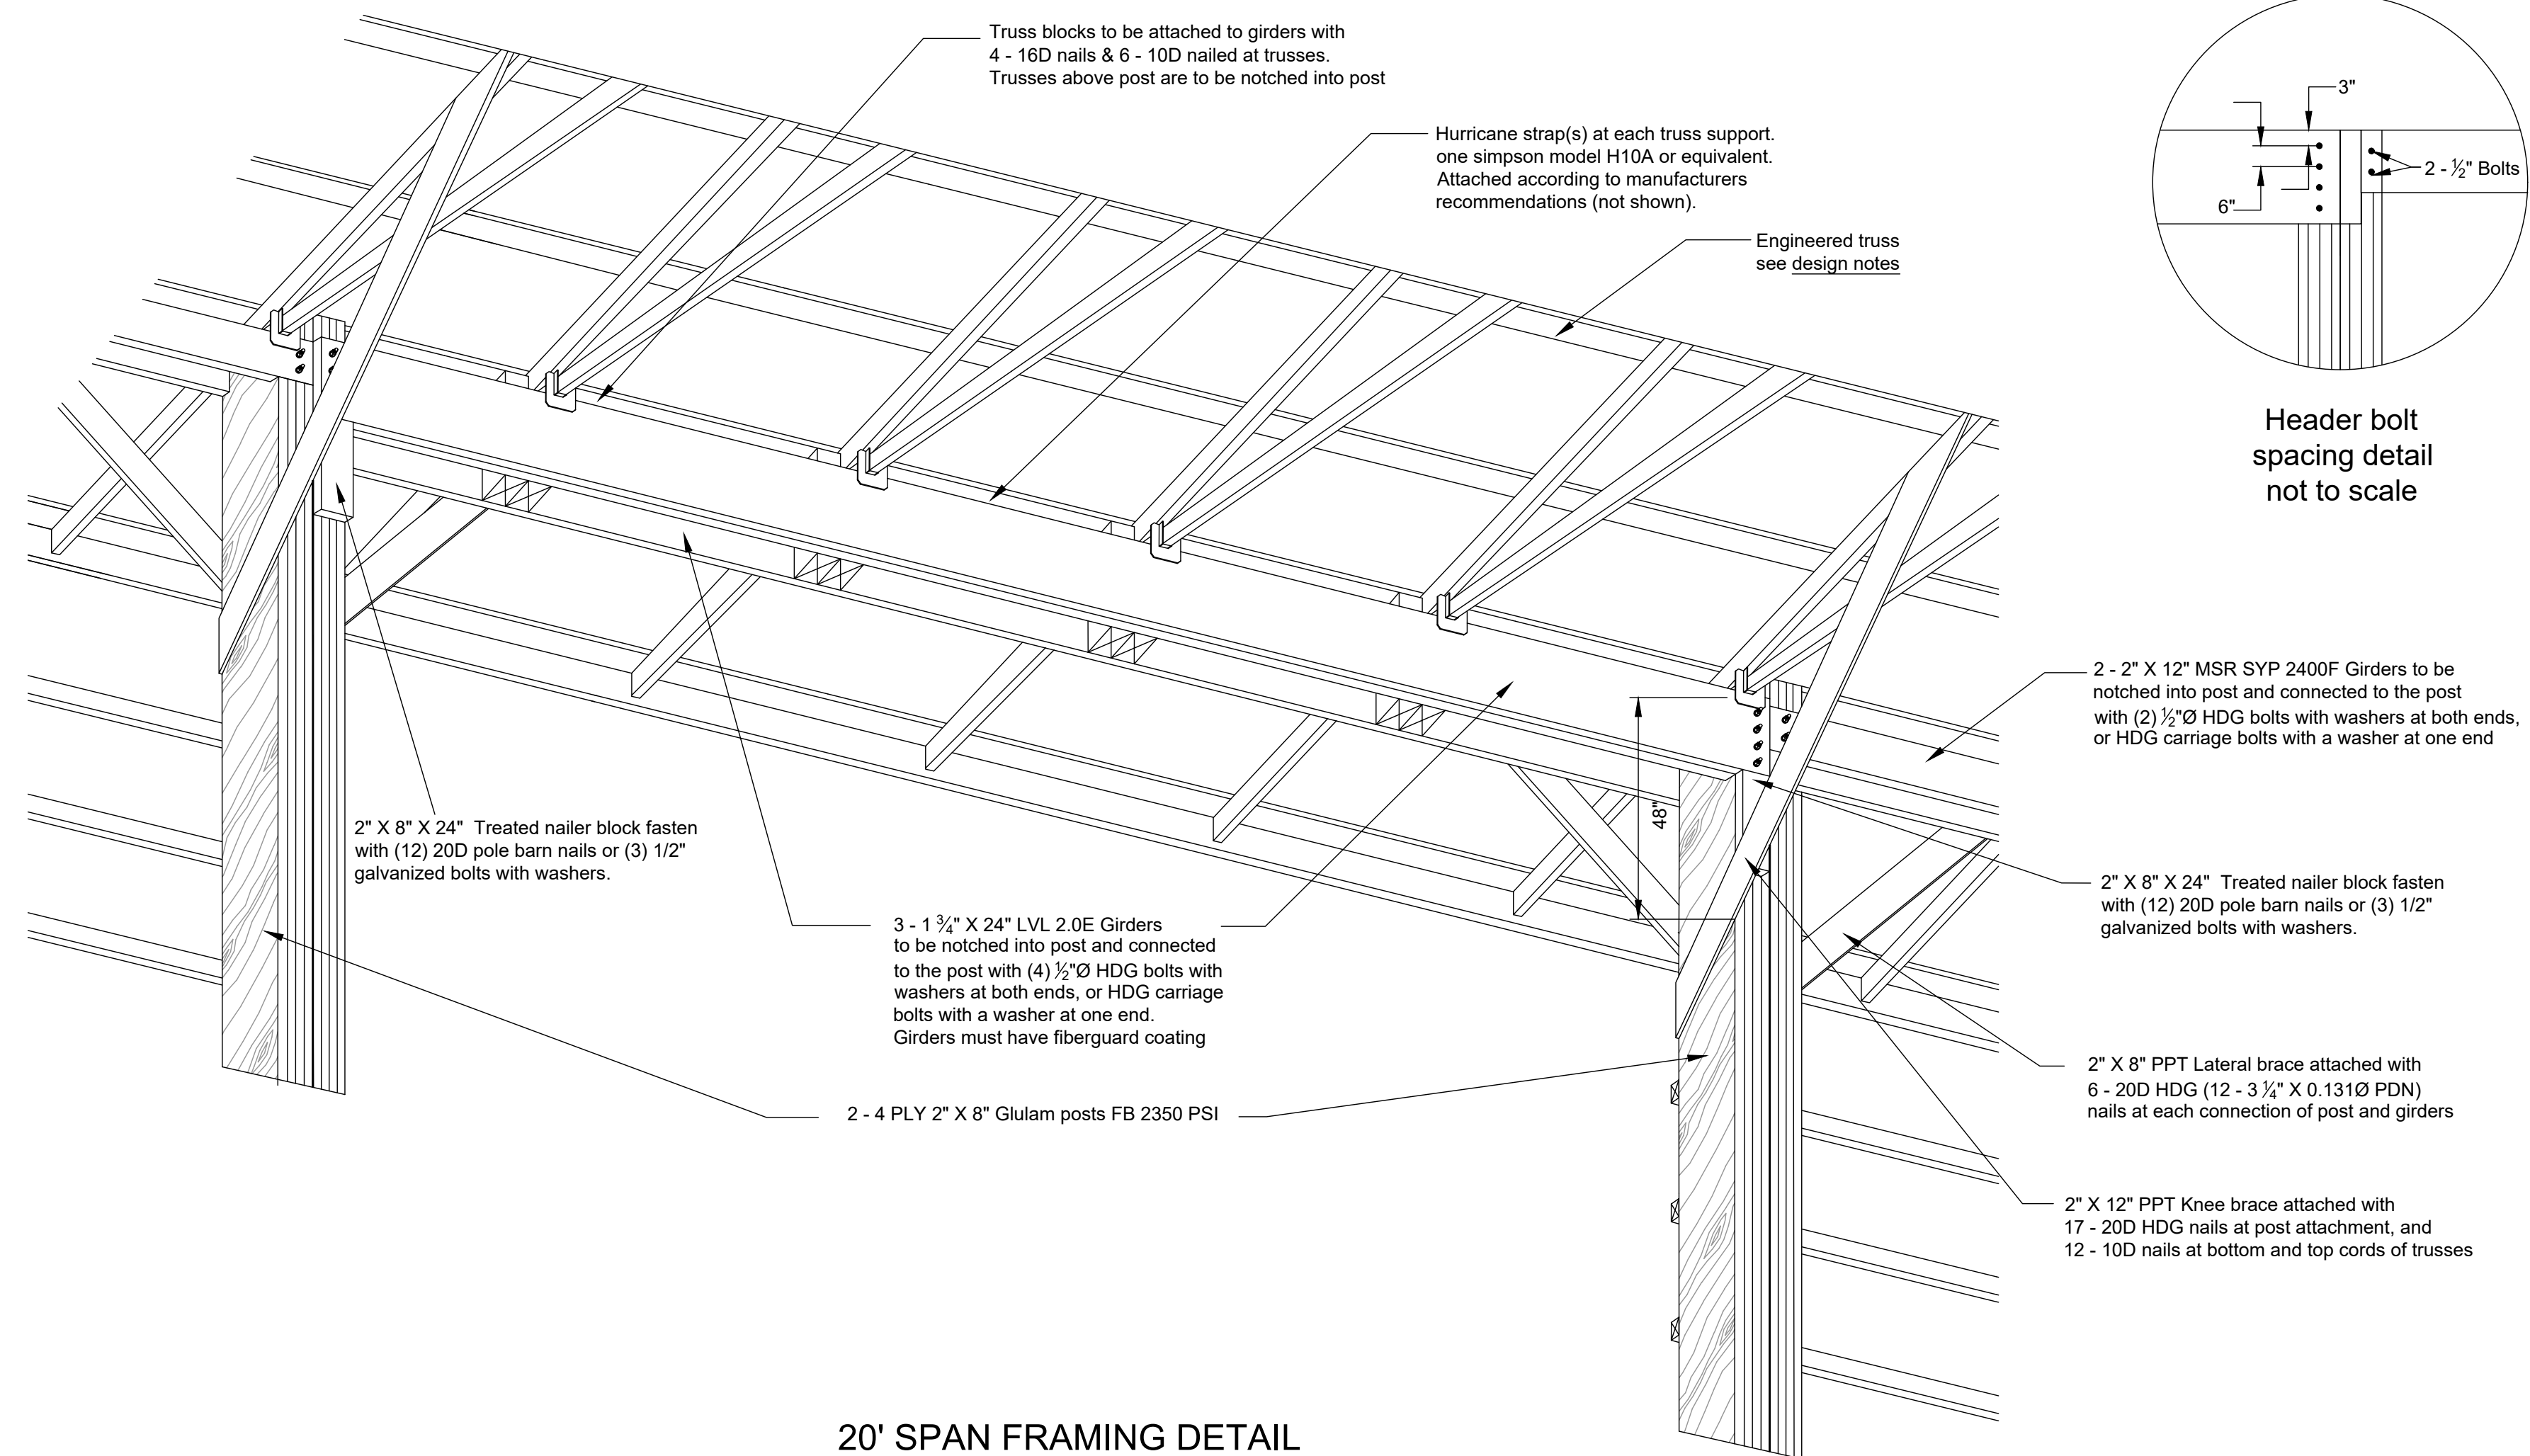 Truss blocks to be attached to girders with
4 - 16D nails & 6 - 10D nailed at trusses.
Trusses above post are to be notched into post
Hurricane strap(s) at each truss support.
one simpson model H10A or equivalent.
Attached according to manufacturers
recommendations (not shown).
Engineered truss
see design notes
3"
2 - ½" Bolts
6"
Header bolt
spacing detail
not to scale
2 - 2" X 12" MSR SYP 2400F Girders to be
notched into post and connected to the post
with (2) ½"Ø HDG bolts with washers at both ends,
or HDG carriage bolts with a washer at one end
48"
2" X 8" X 24" Treated nailer block fasten
with (12) 20D pole barn nails or (3) 1/2"
galvanized bolts with washers.
2" X 8" X 24" Treated nailer block fasten
with (12) 20D pole barn nails or (3) 1/2"
galvanized bolts with washers.
3 - 1 ¾" X 24" LVL 2.0E Girders
to be notched into post and connected
to the post with (4) ½"Ø HDG bolts with
washers at both ends, or HDG carriage
bolts with a washer at one end.
Girders must have fiberguard coating
2" X 8" PPT Lateral brace attached with
6 - 20D HDG (12 - 3 ¼" X 0.131Ø PDN)
nails at each connection of post and girders
2 - 4 PLY 2" X 8" Glulam posts FB 2350 PSI
2" X 12" PPT Knee brace attached with
17 - 20D HDG nails at post attachment, and
12 - 10D nails at bottom and top cords of trusses
20' SPAN FRAMING DETAIL